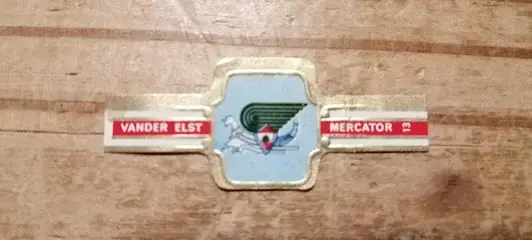 VANDER ELST
MERCATOR 13